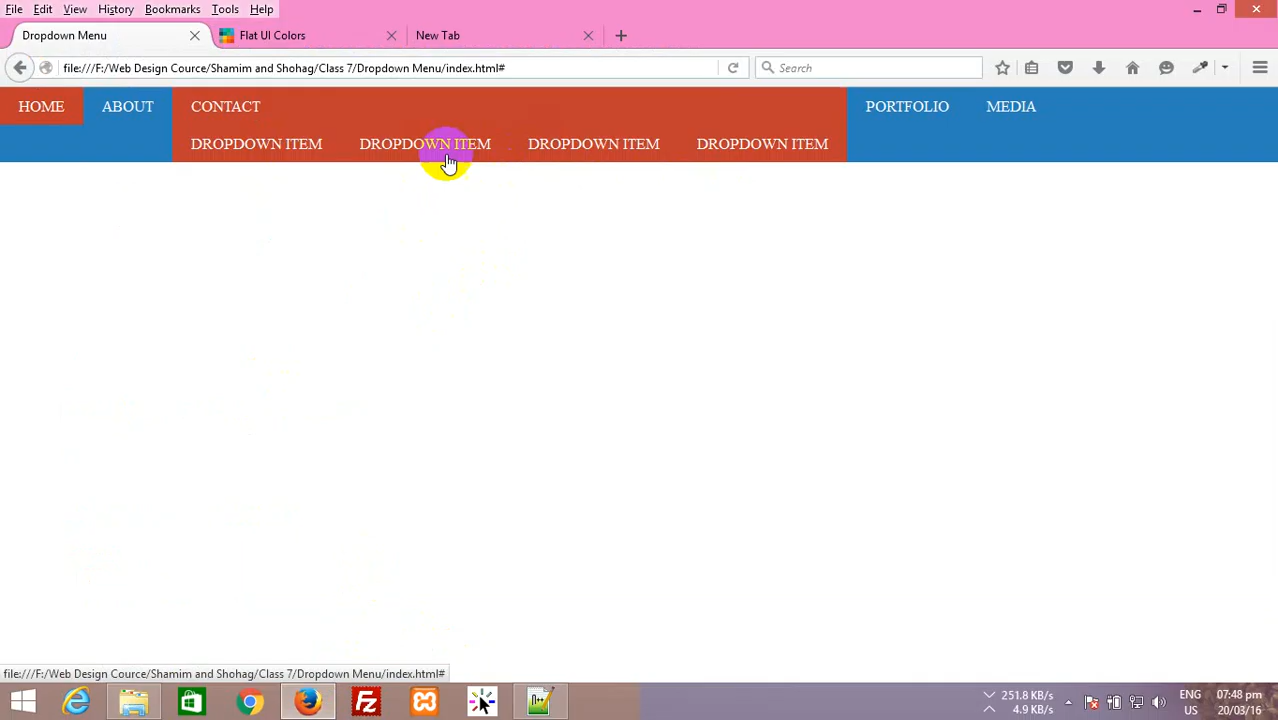 File Edit View History Bookmarks Tools Help
Dropdown Menu Flat UI Colors New Tab
file:///F:/Web Design Cource/Shamim and Shohag/Class 7/Dropdown Menu/index.html# Search
HOME ABOUT CONTACT PORTFOLIO MEDIA
DROPDOWN ITEM DROPDOWN ITEM DROPDOWN ITEM DROPDOWN ITEM
file:///F:/Web Design Cource/Shamim and Shohag/Class 7/Dropdown Menu/index.html#
251.8 KB/s ENG 07:48 pm
4.9 KB/s US 20/03/16